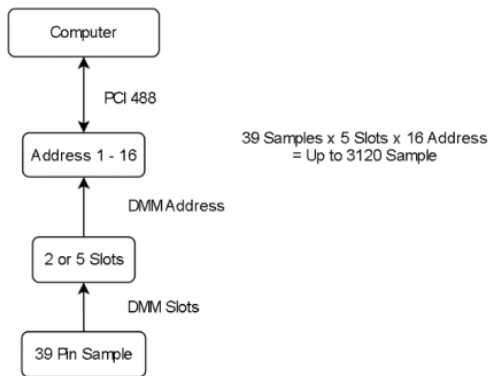 Computer
PCI 488
Address 1 - 16
39 Samples x 5 Slots x 16 Address
= Up to 3120 Sample
DMM Address
2 or 5 Slots
DMM Slots
39 Pin Sample